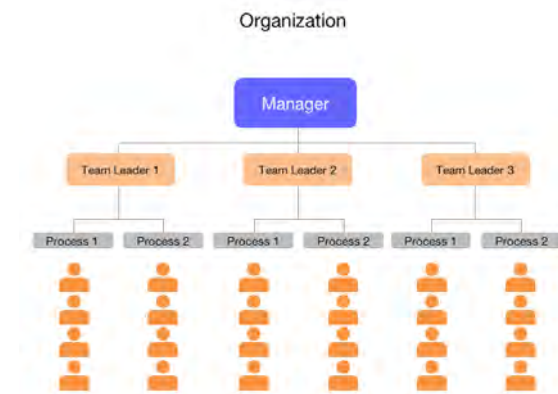 Organization
Manager
Team Leader 1
Team Leader 2
Team Leader 3
Process 1
Process 2
Process 1
Process 2
Process 1
Process 2